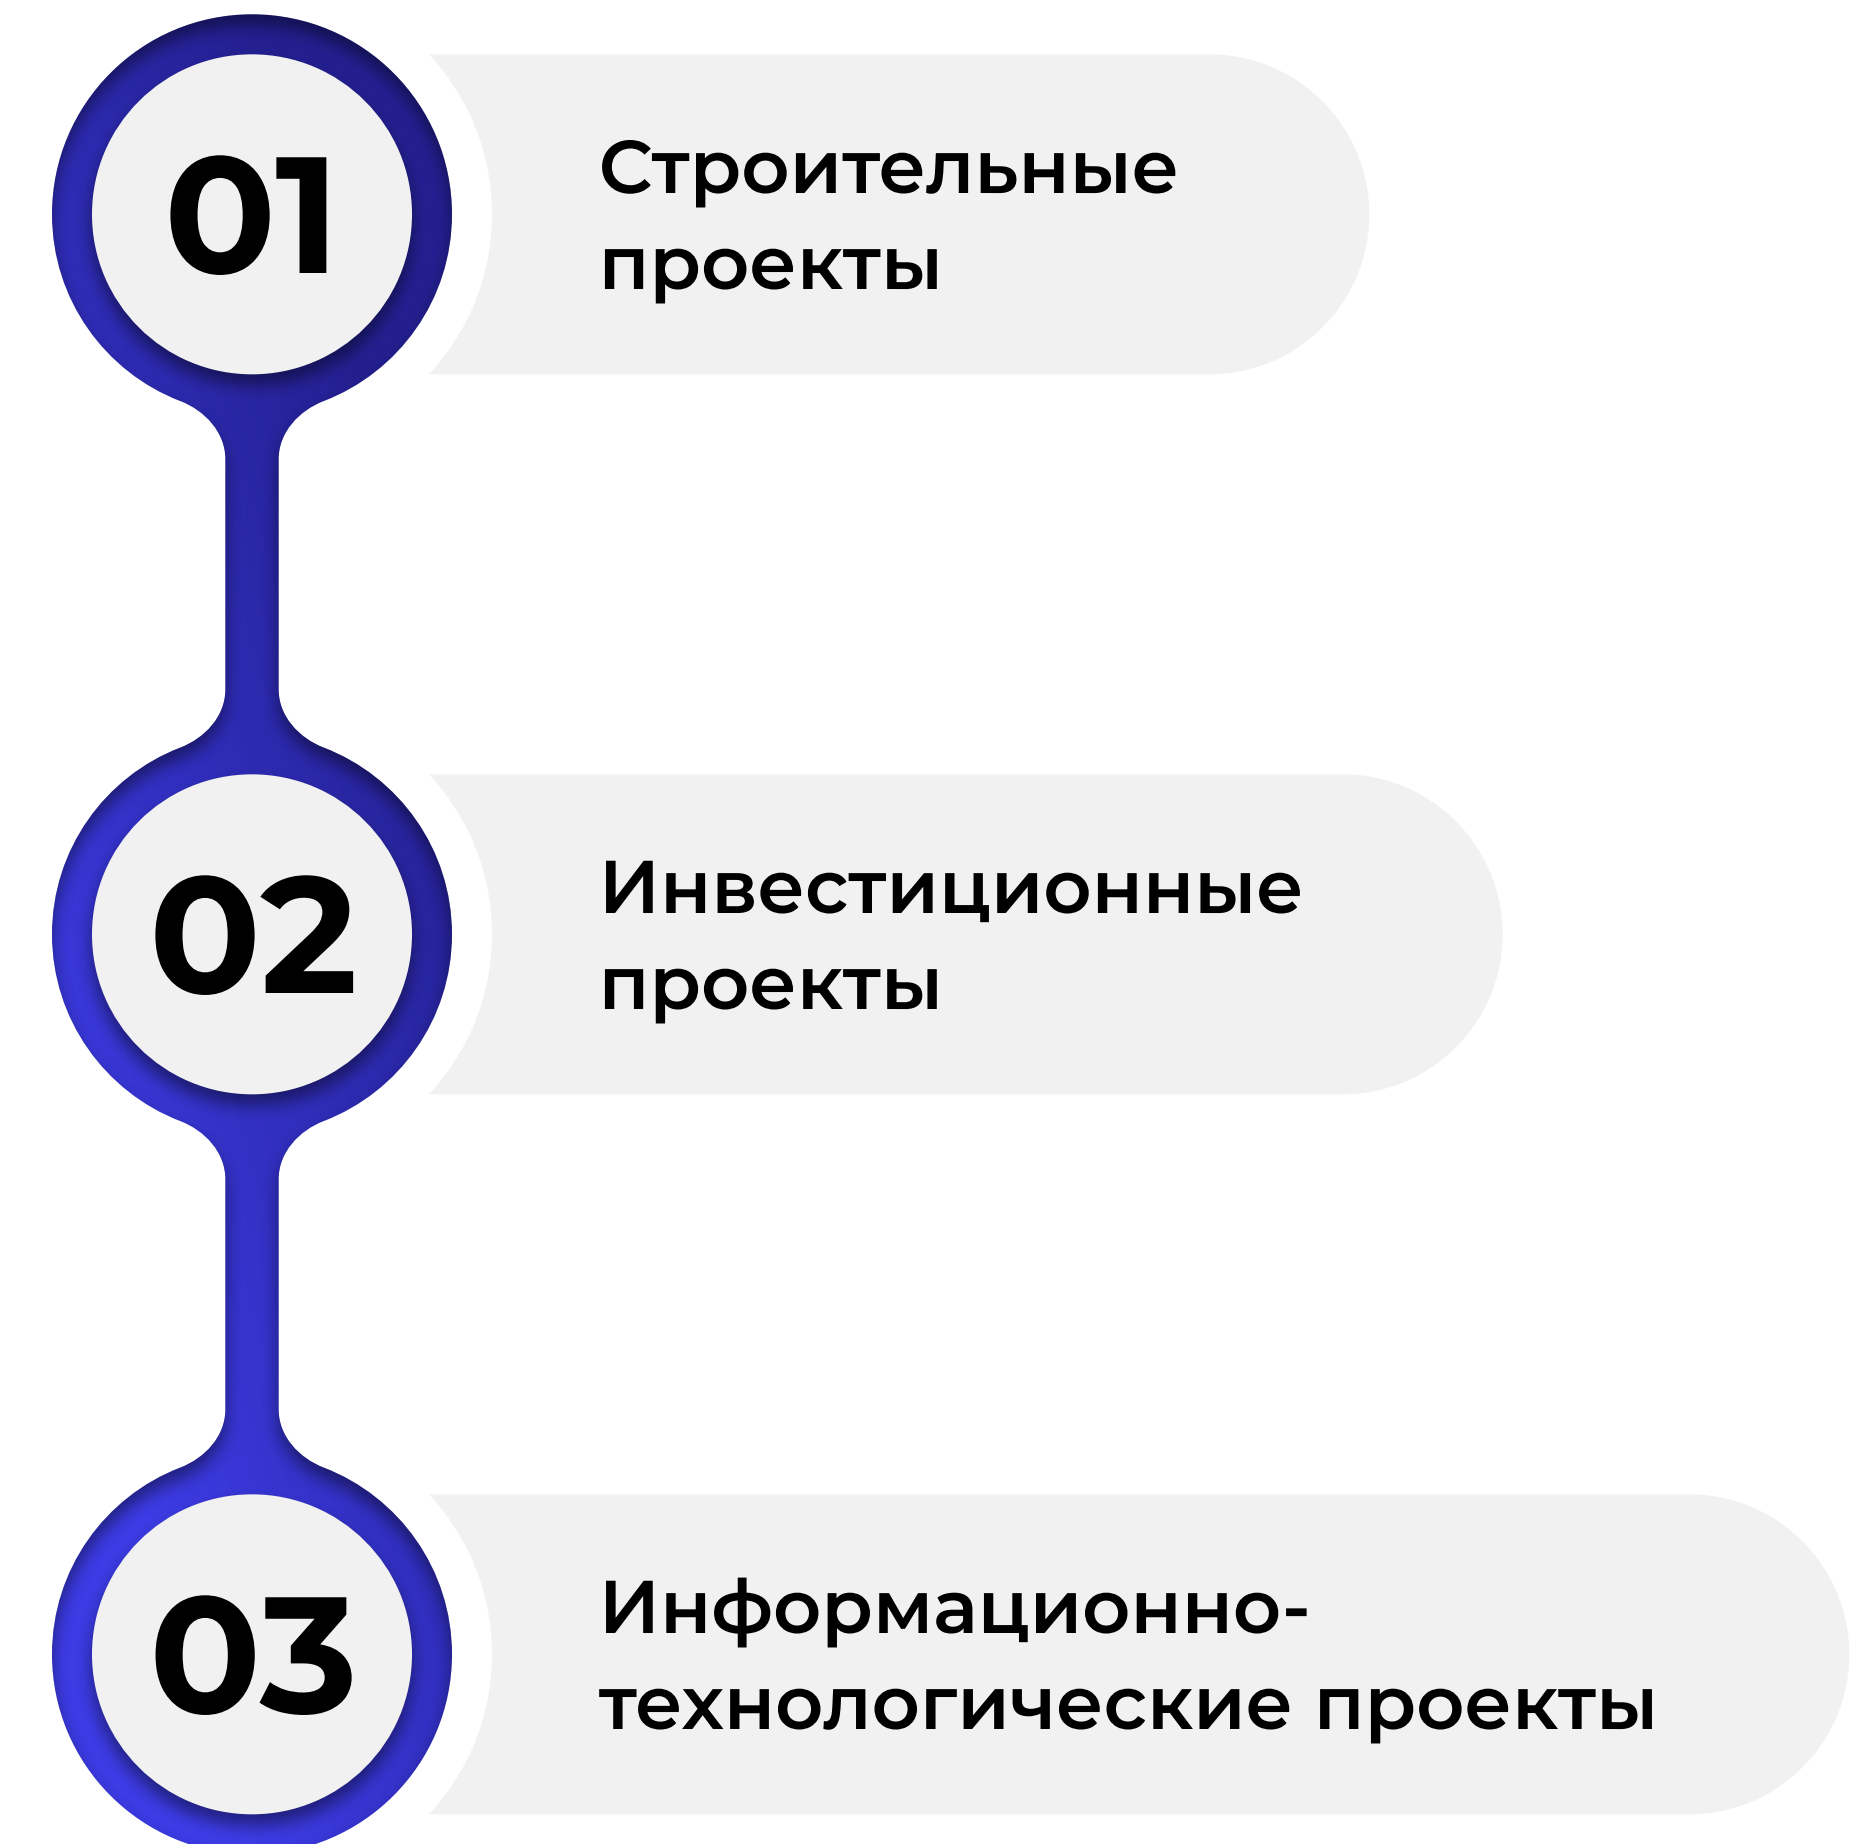 01
Строительные
проекты
02
Инвестиционные
проекты
03
Информационно-
технологические проекты